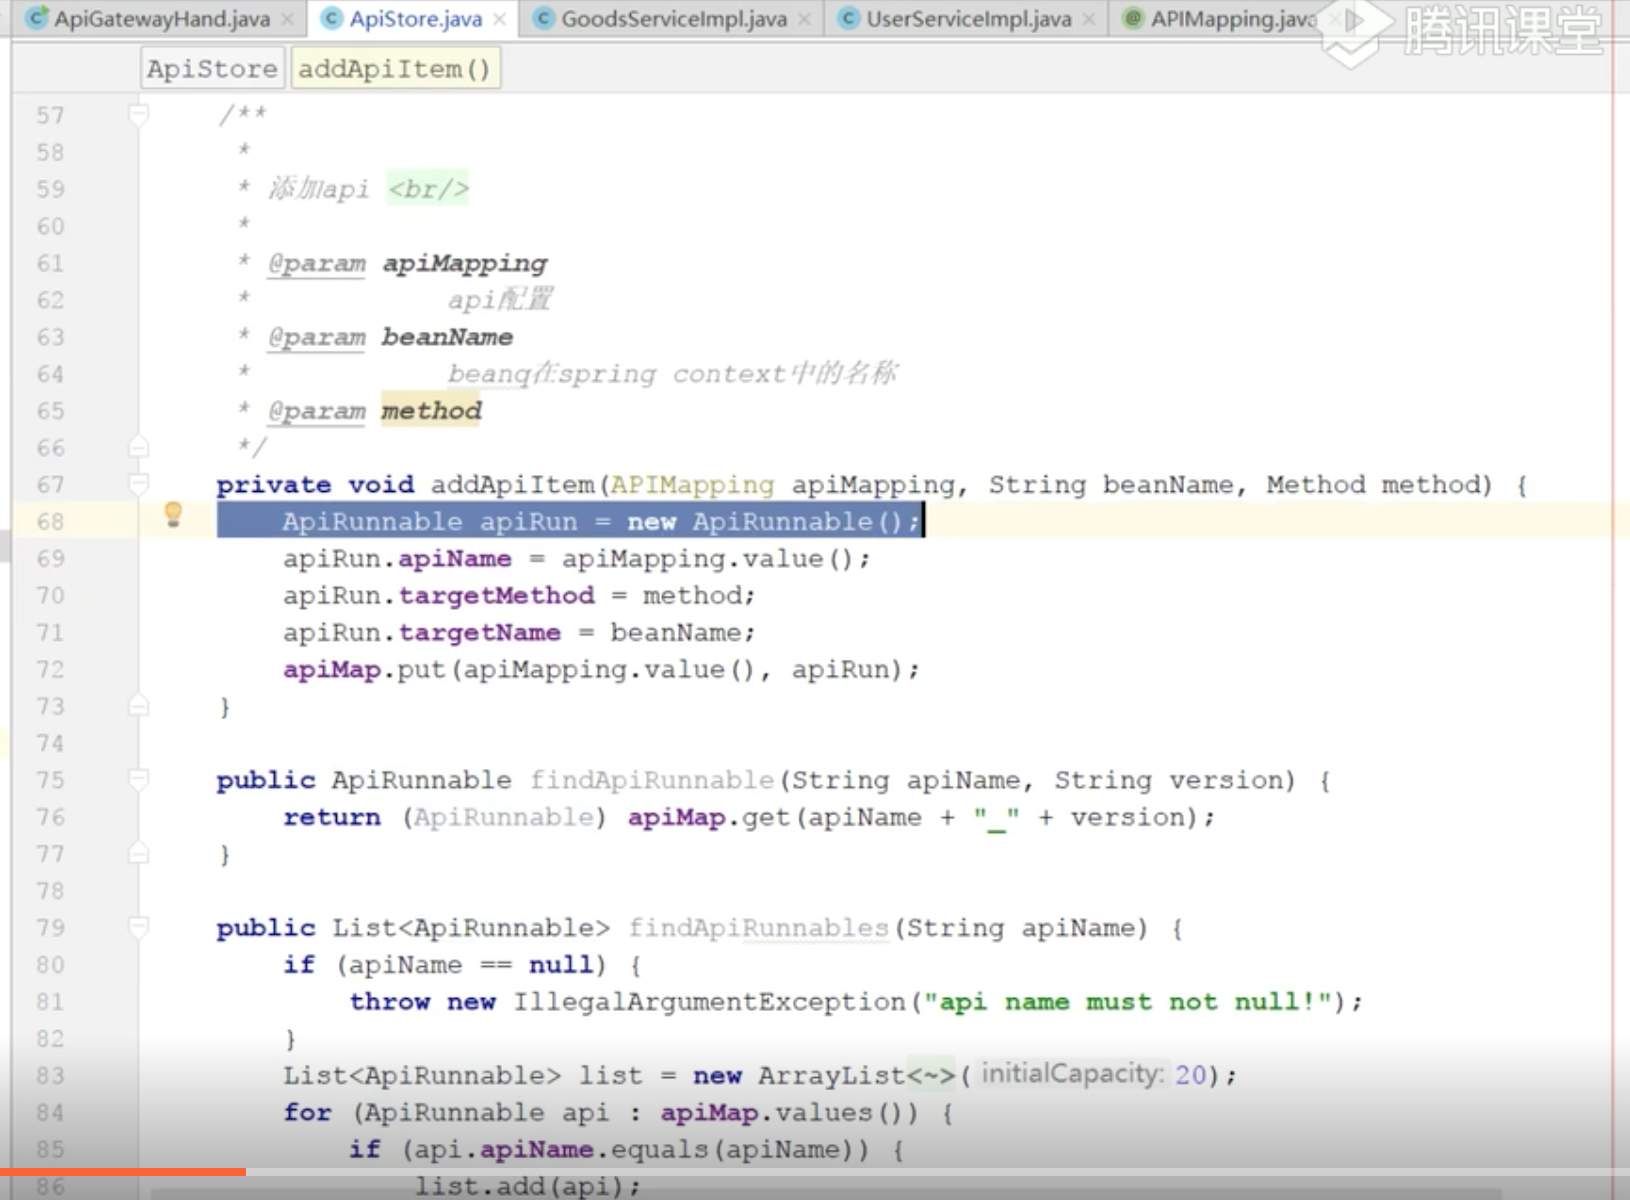 ApiGatewayHand.java × ApiStore.java × GoodsServiceImpl.java × UserServiceImpl.java × APIMapping.java 腾讯课堂
ApiStore addApiItem()
57 /**
58 *
59 * 添加api <br/>
60 *
61 * @param apiMapping
62 * api配置
63 * @param beanName
64 * beanq在spring context中的名称
65 * @param method
66 */
67 private void addApiItem(APIMapping apiMapping, String beanName, Method method) {
68 ApiRunnable apiRun = new ApiRunnable();
69 apiRun.apiName = apiMapping.value();
70 apiRun.targetMethod = method;
71 apiRun.targetName = beanName;
72 apiMap.put(apiMapping.value(), apiRun);
73 }
74
75 public ApiRunnable findApiRunnable(String apiName, String version) {
76 return (ApiRunnable) apiMap.get(apiName + "_" + version);
77 }
78
79 public List<ApiRunnable> findApiRunnables(String apiName) {
80 if (apiName == null) {
81 throw new IllegalArgumentException("api name must not null!");
82 }
83 List<ApiRunnable> list = new ArrayList<~>( initialCapacity: 20);
84 for (ApiRunnable api : apiMap.values()) {
85 if (api.apiName.equals(apiName)) {
86 list.add(api);